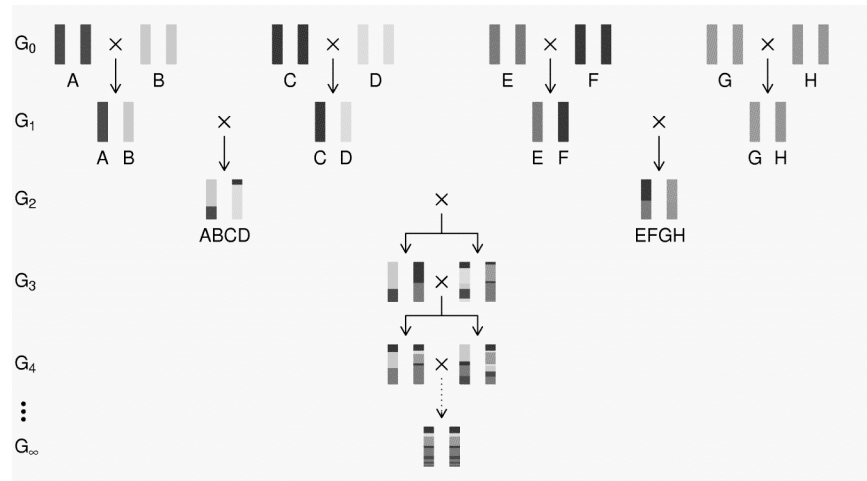 G₀ × × × ×
A B C D E F G H
G₁ × ×
A B C D E F G H
G₂ ×
ABCD EFGH
G₃ ×
G₄ ×
⋮
G∞